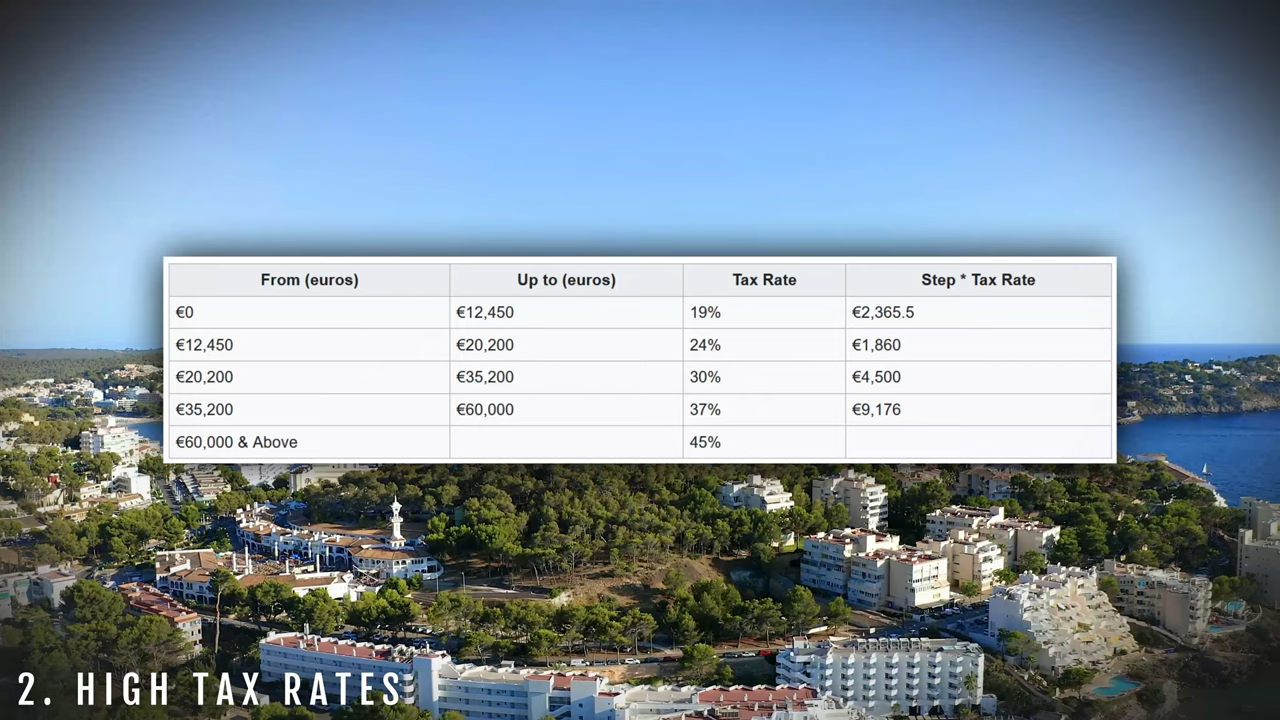 From (euros) Up to (euros) Tax Rate Step * Tax Rate
€0 €12,450 19% €2,365.5
€12,450 €20,200 24% €1,860
€20,200 €35,200 30% €4,500
€35,200 €60,000 37% €9,176
€60,000 & Above 45%
2. HIGH TAX RATES